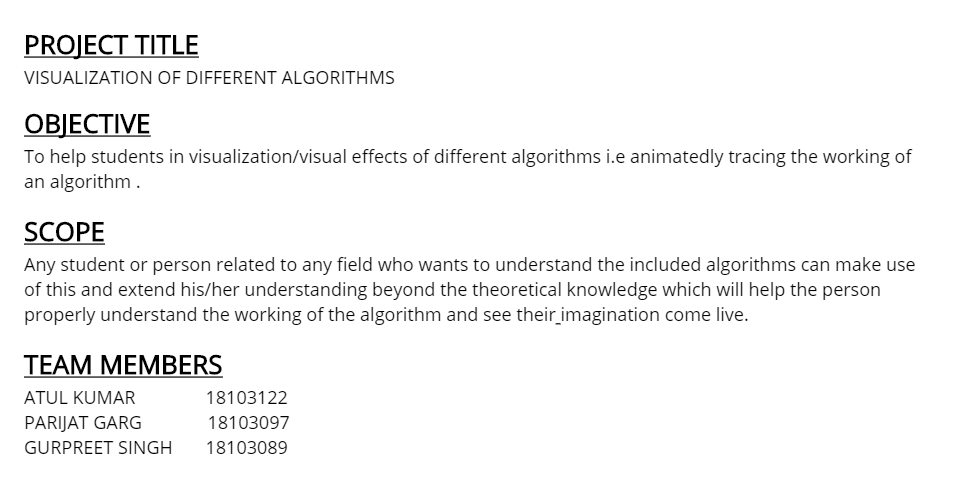 PROJECT TITLE
VISUALIZATION OF DIFFERENT ALGORITHMS
OBJECTIVE
To help students in visualization/visual effects of different algorithms i.e animatedly tracing the working of
an algorithm .
SCOPE
Any student or person related to any field who wants to understand the included algorithms can make use
of this and extend his/her understanding beyond the theoretical knowledge which will help the person
properly understand the working of the algorithm and see their imagination come live.
TEAM MEMBERS
ATUL KUMAR 18103122
PARIJAT GARG 18103097
GURPREET SINGH 18103089